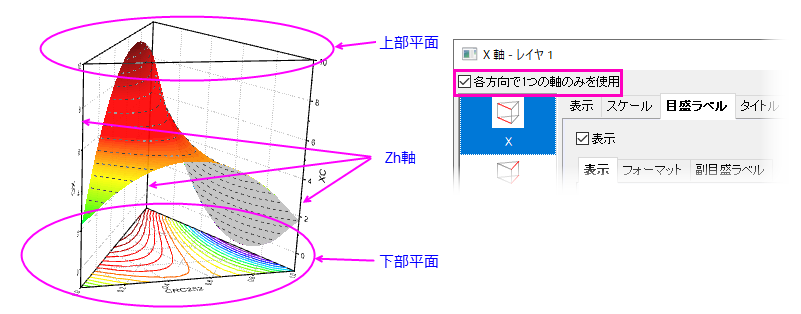 上部平面
Zh軸
下部平面
10
8
6
4
2
0
XC
CRC252
X 軸 - レイヤ 1
各方向で1つの軸のみを使用
表示 スケール 目盛ラベル タイトル
X
表示
表示 フォーマット 副目盛ラベル